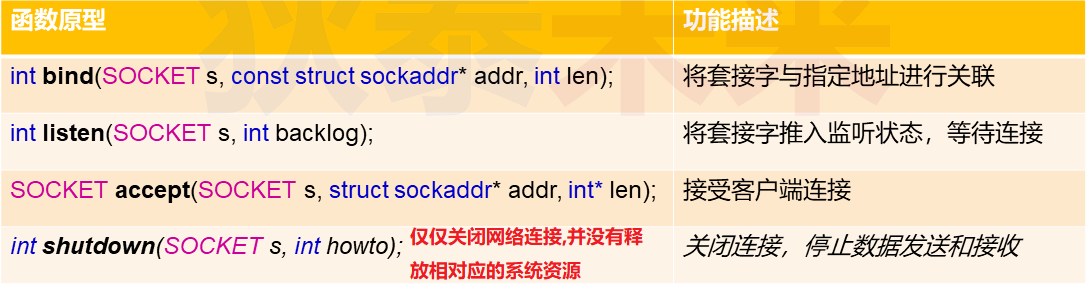 函数原型 功能描述
int bind(SOCKET s, const struct sockaddr* addr, int len); 将套接字与指定地址进行关联
int listen(SOCKET s, int backlog); 将套接字推入监听状态，等待连接
SOCKET accept(SOCKET s, struct sockaddr* addr, int* len); 接受客户端连接
int shutdown(SOCKET s, int howto); 仅仅关闭网络连接,并没有释 关闭连接，停止数据发送和接收
放相对应的系统资源
狄泰未来